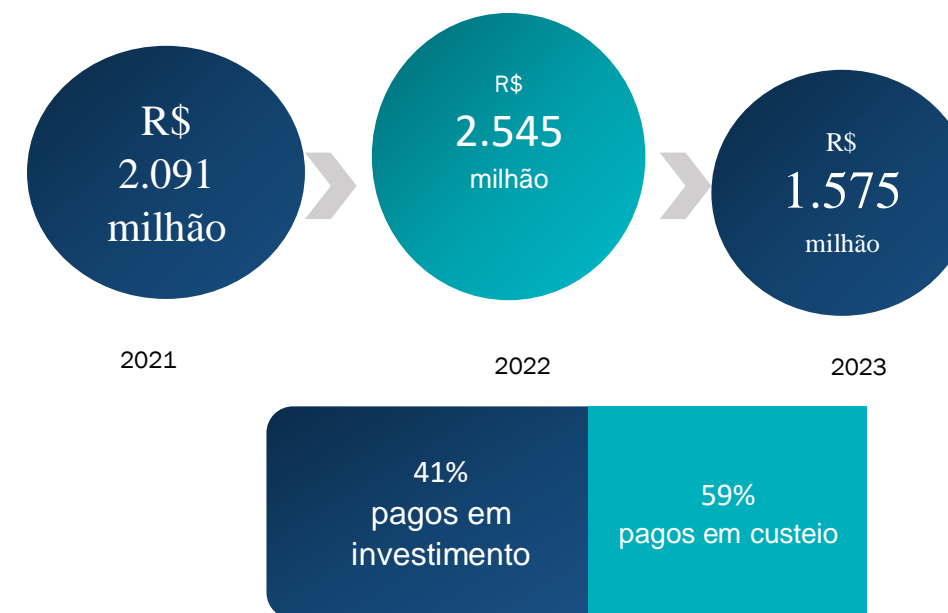 R$
2.091
milhão
R$
2.545
milhão
R$
1.575
milhão
2021
2022
2023
41%
pagos em
investimento
59%
pagos em custeio